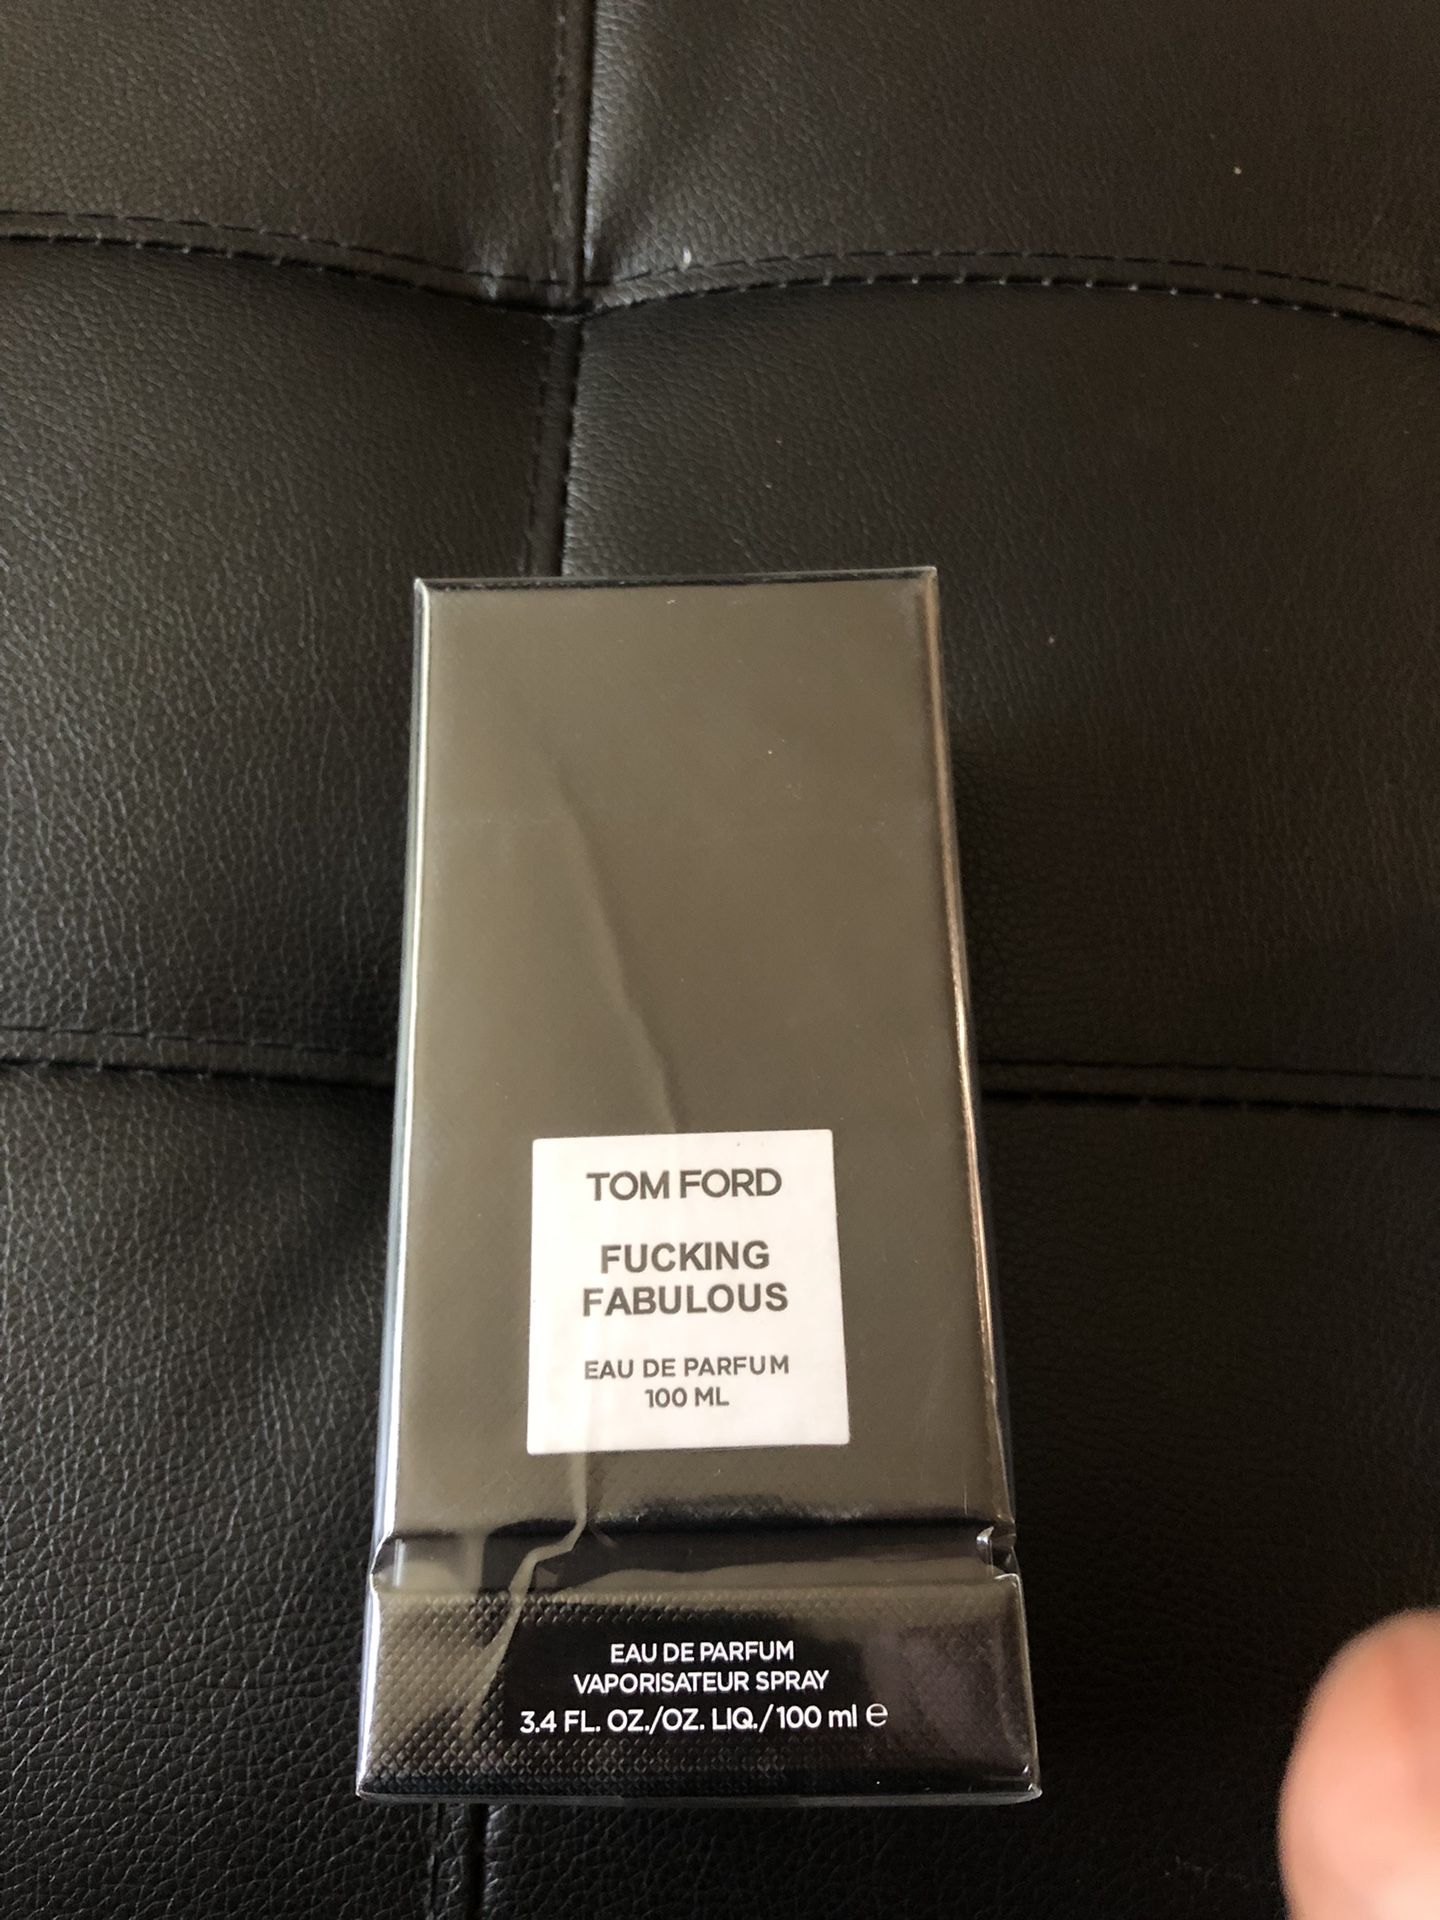 TOM FORD
FUCKING
FABULOUS
EAU DE PARFUM
100 ML
EAU DE PARFUM
VAPORISATEUR SPRAY
3.4 FL. OZ./OZ. LIQ./100 ml ℮